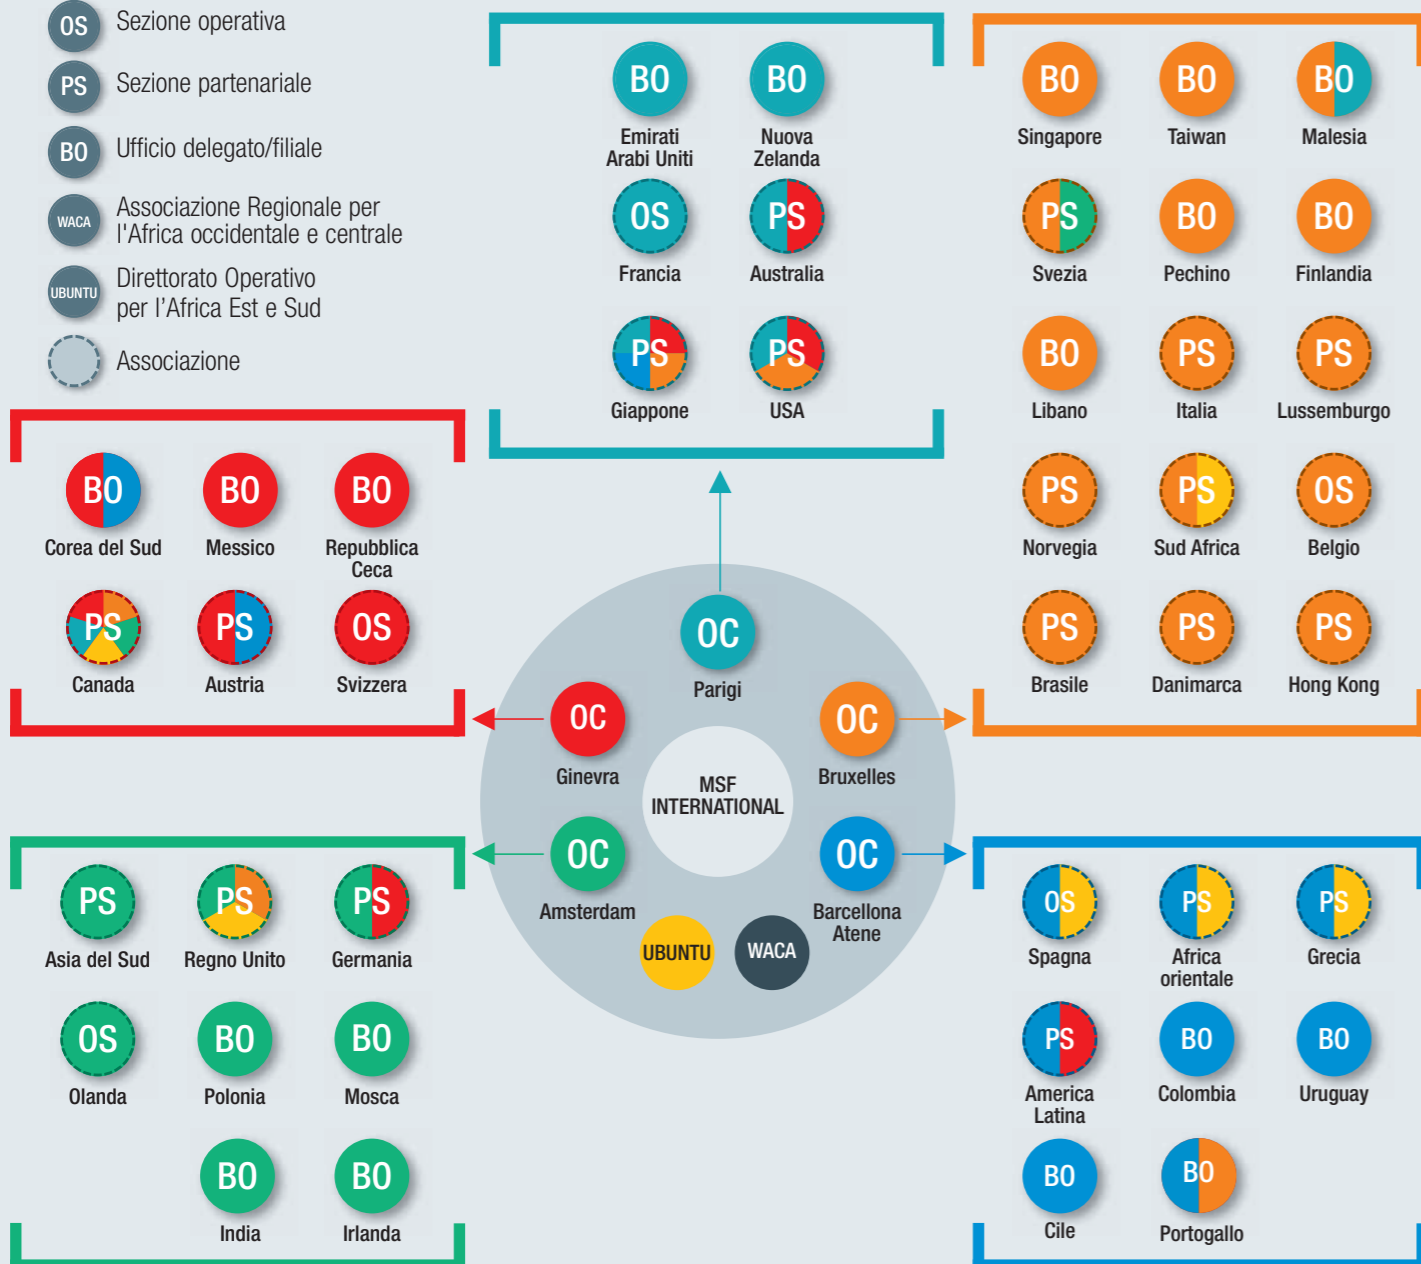 OS Sezione operativa
PS Sezione partenariale
BO Ufficio delegato/filiale
WACA Associazione Regionale per
l'Africa occidentale e centrale
UBUNTU Direttorato Operativo
per l'Africa Est e Sud
Associazione
BO BO
Emirati Nuova
Arabi Uniti Zelanda
OS PS
Francia Australia
PS PS
Giappone USA
BO BO BO
Singapore Taiwan Malesia
PS BO BO
Svezia Pechino Finlandia
BO PS PS
Libano Italia Lussemburgo
PS PS OS
Norvegia Sud Africa Belgio
PS PS PS
Brasile Danimarca Hong Kong
BO BO BO
Corea del Sud Messico Repubblica
Ceca
PS PS OS
Canada Austria Svizzera
OC
Parigi
OC OC
Ginevra Bruxelles
MSF
INTERNATIONAL
OC OC
Amsterdam Barcellona
Atene
UBUNTU WACA
PS PS PS
Asia del Sud Regno Unito Germania
OS BO BO
Olanda Polonia Mosca
BO BO
India Irlanda
OS PS PS
Spagna Africa Grecia
orientale
PS BO BO
America Colombia Uruguay
Latina
BO BO
Cile Portogallo